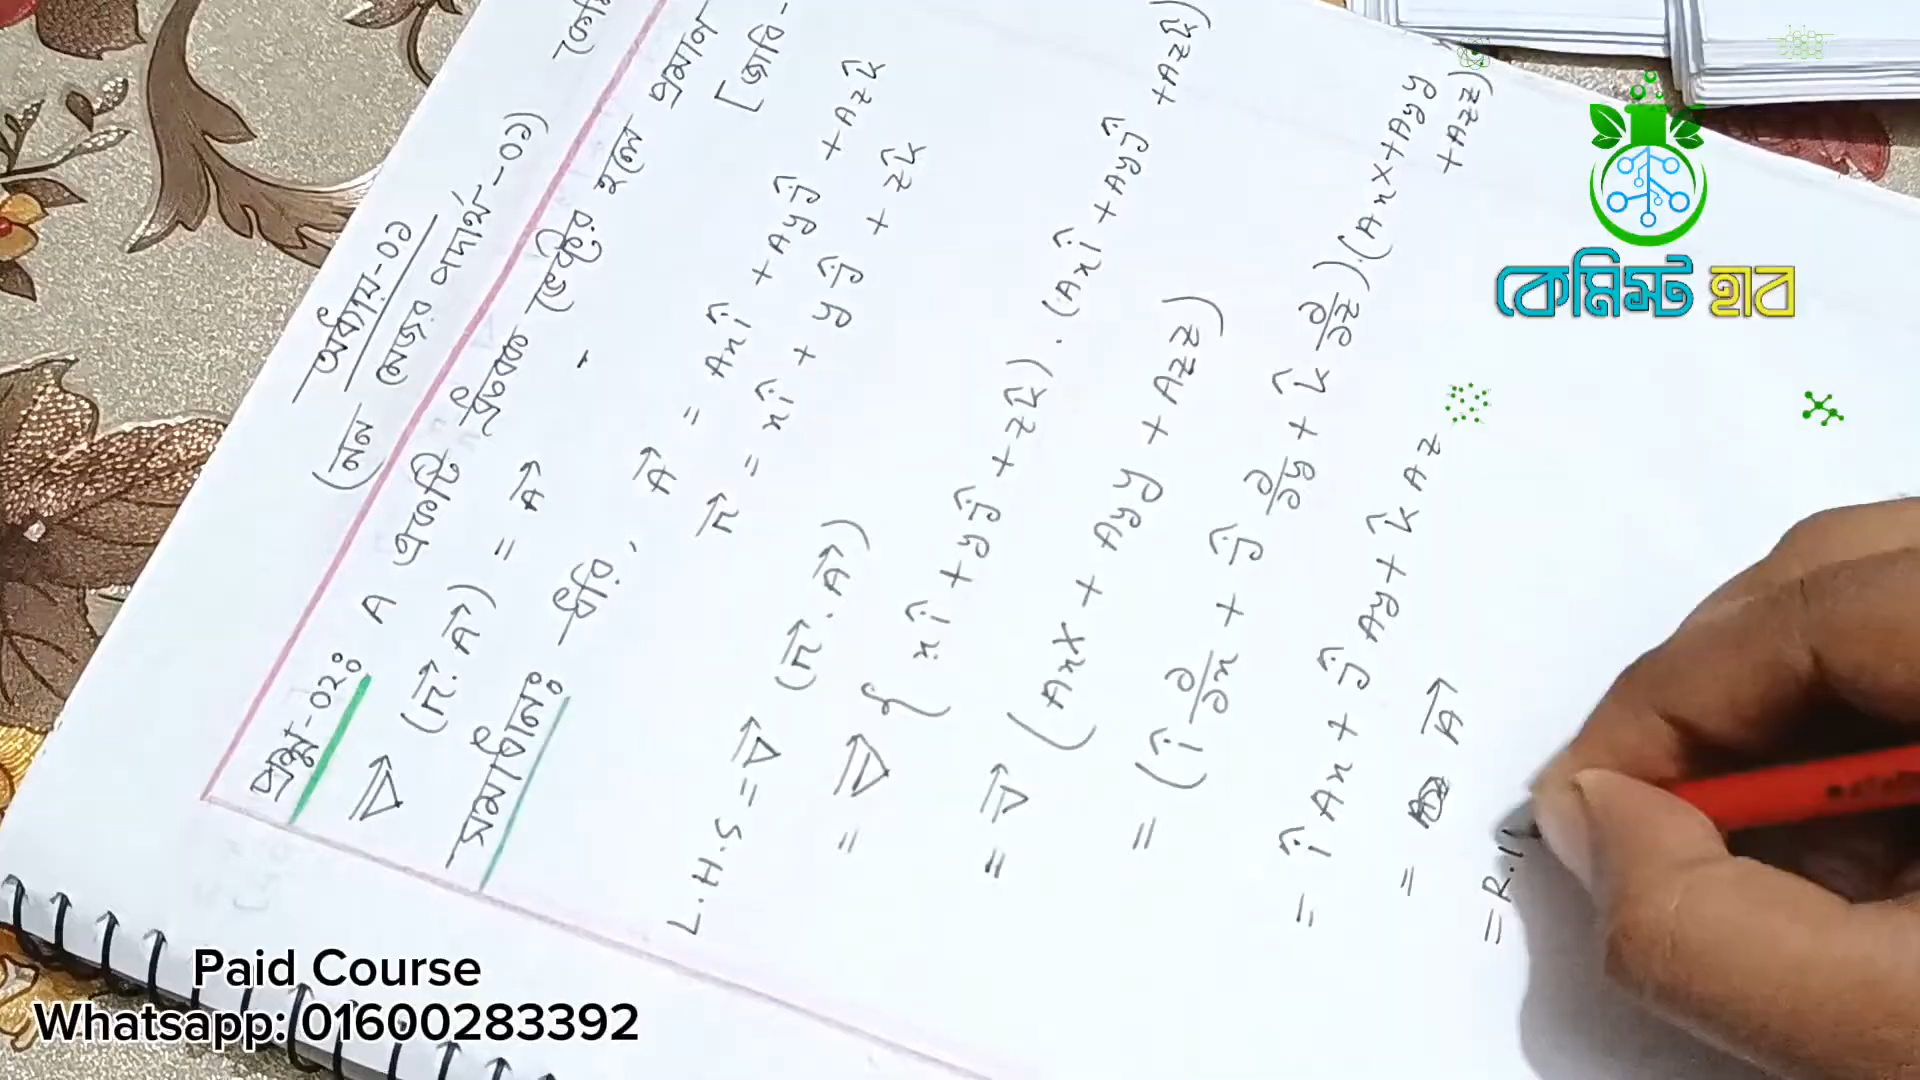 অধ্যায়-০১
(নন মেজর পদার্থ-০১)
প্রশ্ন-০২ঃ A একটি ধ্রুবক ভেক্টর হলে প্রমাণ
∇⃗ (r⃗. A⃗) = A⃗
সমাধানঃ ধরি, A⃗ = Axî + Ayĵ + Azk̂
r⃗ = xî + yĵ + zk̂
L.H.S = ∇⃗ (r⃗ . A⃗)
= ∇⃗ { xî + yĵ + zk̂) . (Axî + Ayĵ + Azk̂)
= ∇⃗ (AxX + Ayy + Azz)
= (î ∂/∂x + ĵ ∂/∂y + k̂ ∂/∂z).(AxX + Ayy + Azz)
= îAx + ĵAy + k̂Az
= A⃗
= R.
কেমিস্ট হাব
Paid Course
Whatsapp: 01600283392